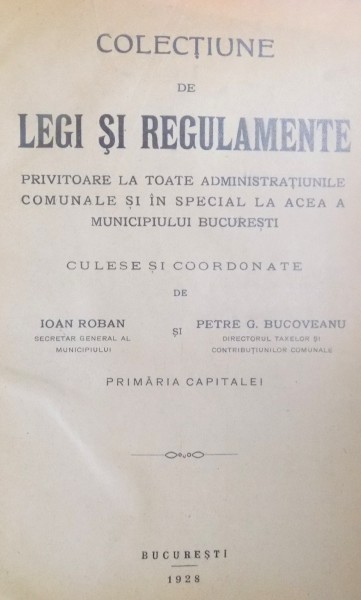 COLECȚIUNE
DE
LEGI ȘI REGULAMENTE
PRIVITOARE LA TOATE ADMINISTRAȚIUNILE
COMUNALE ȘI ÎN SPECIAL LA ACEA A
MUNICIPIULUI BUCUREȘTI
CULESE ȘI COORDONATE
DE
IOAN ROBAN
SECRETAR GENERAL AL
MUNICIPIULUI
ȘI
PETRE G. BUCOVEANU
DIRECTORUL TAXELOR ȘI
CONTRIBUȚIUNILOR COMUNALE
PRIMĂRIA CAPITALEI
BUCUREȘTI
1928